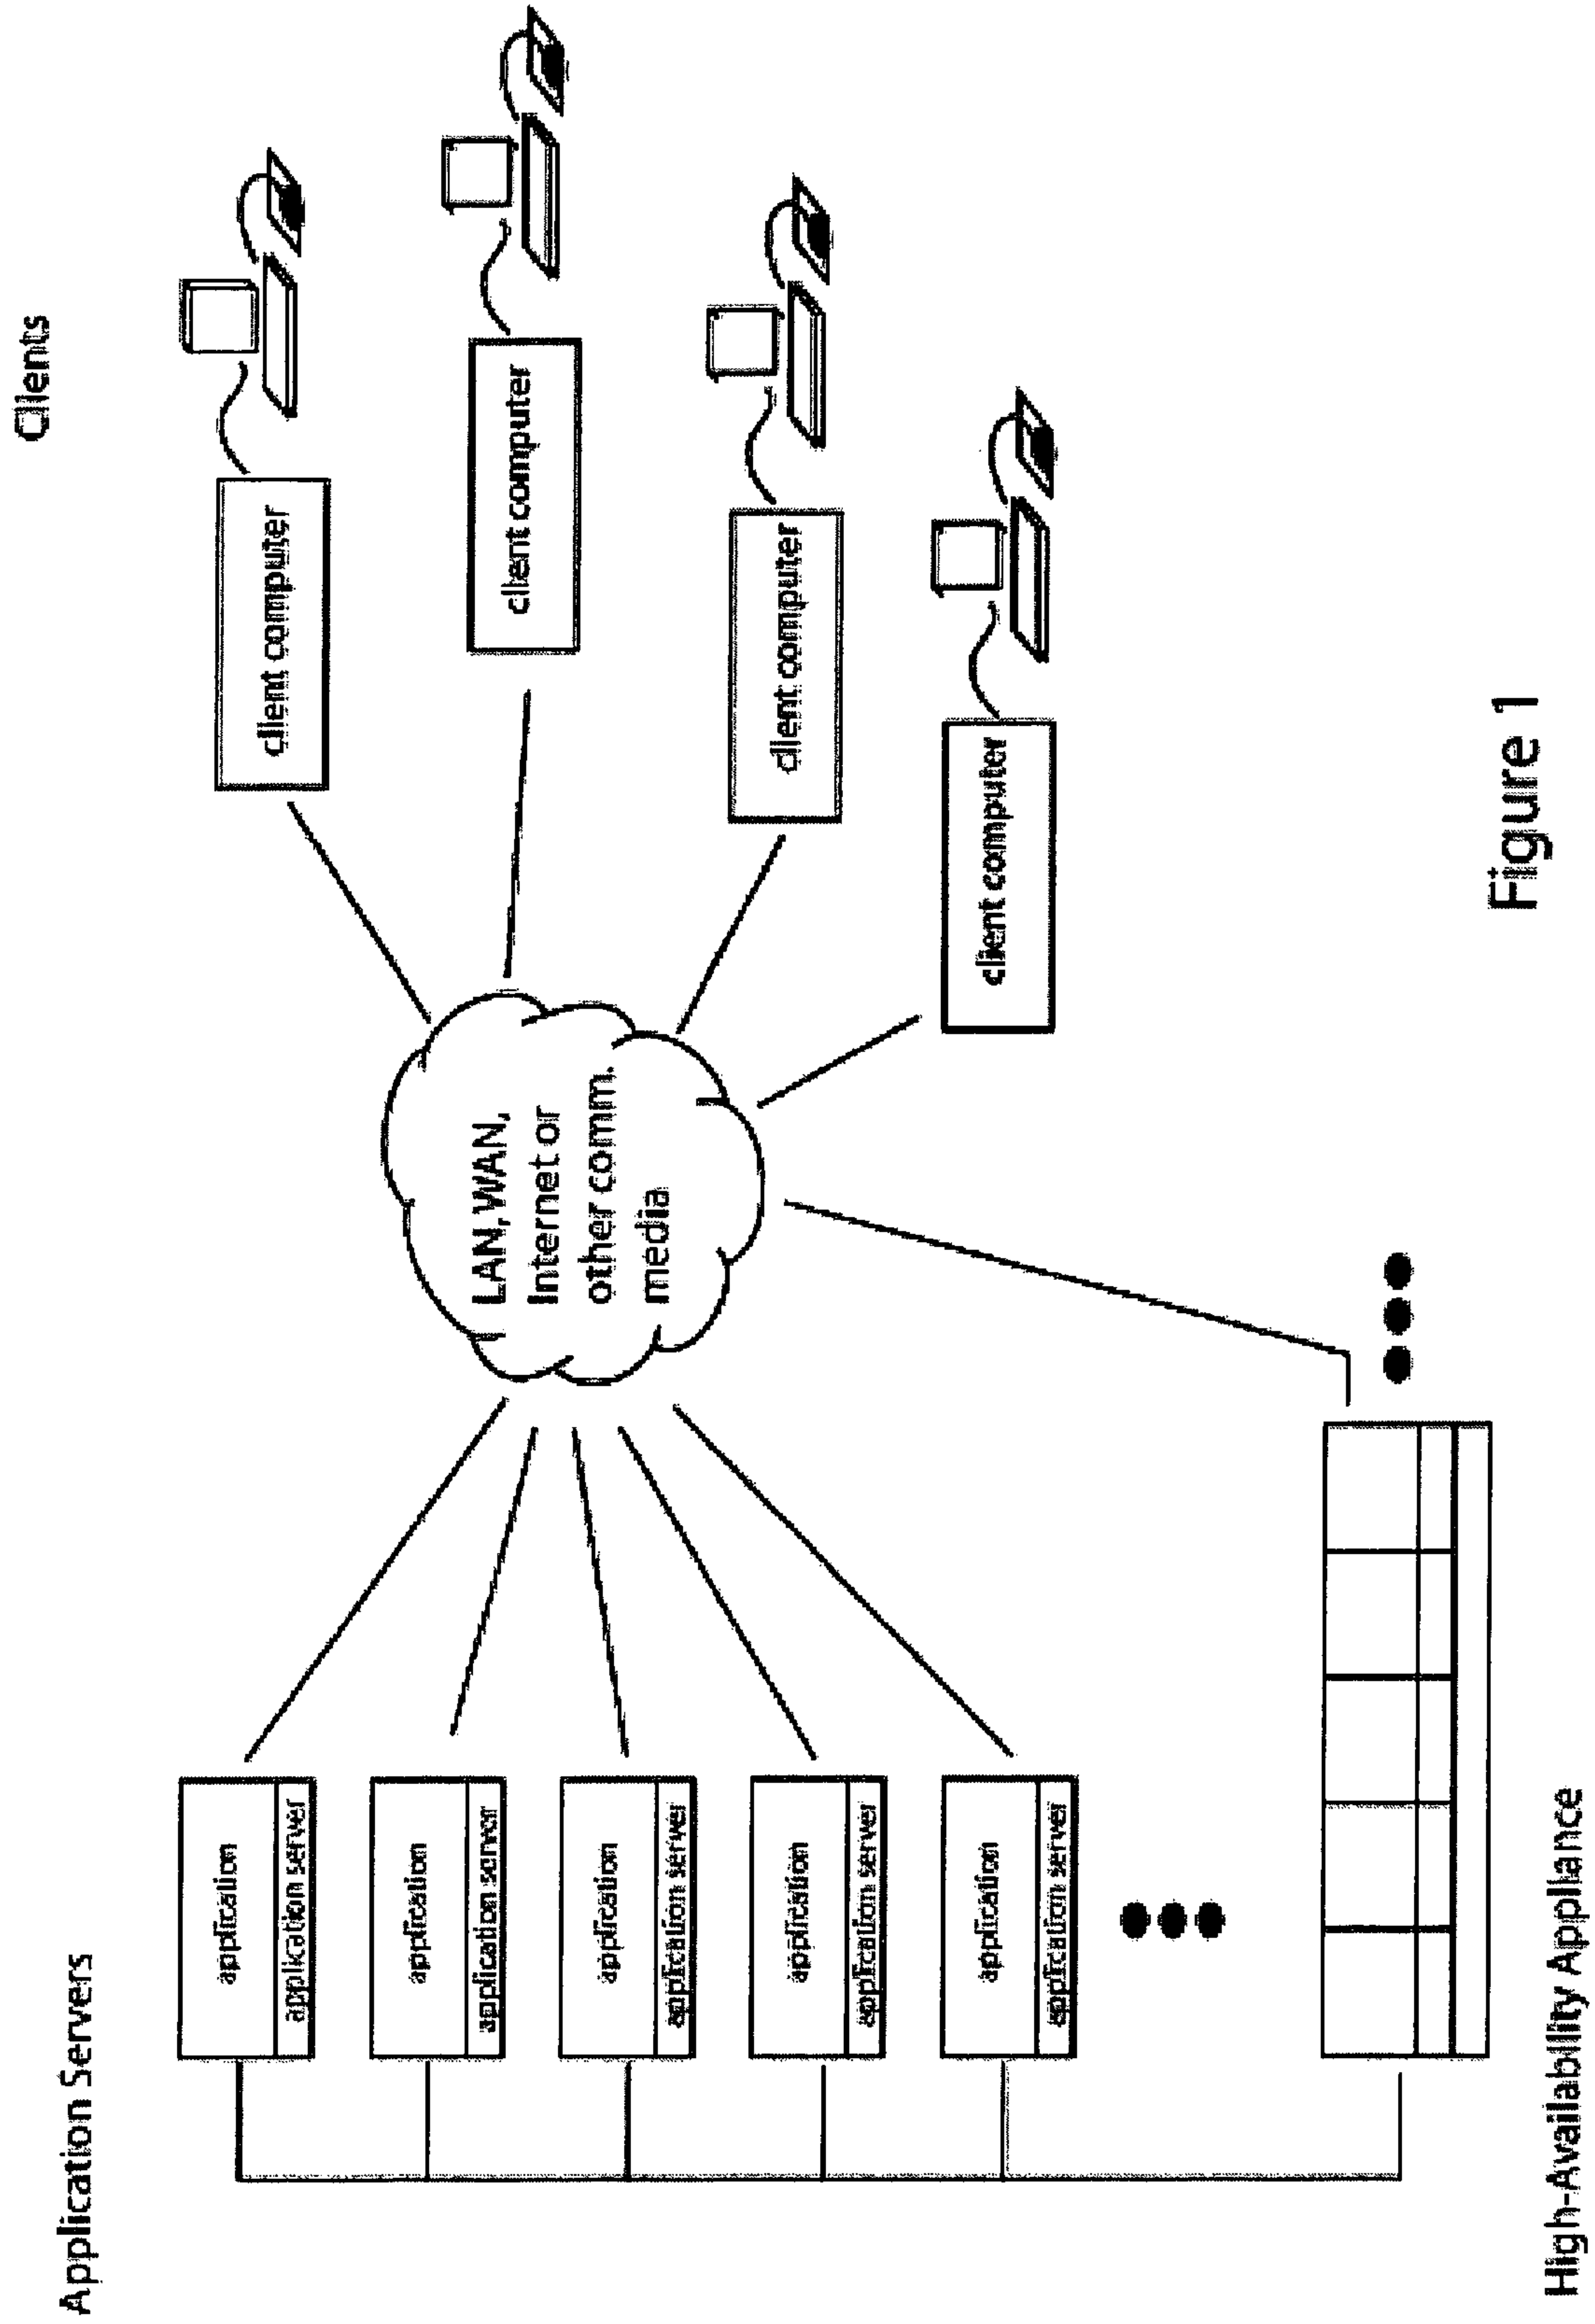 Application Servers
Clients
application
application server
application
application server
application
application server
application
application server
application
application server
LAN, WAN,
Internet or
other comm.
media
client computer
client computer
client computer
client computer
High-Availability Appliance
Figure 1